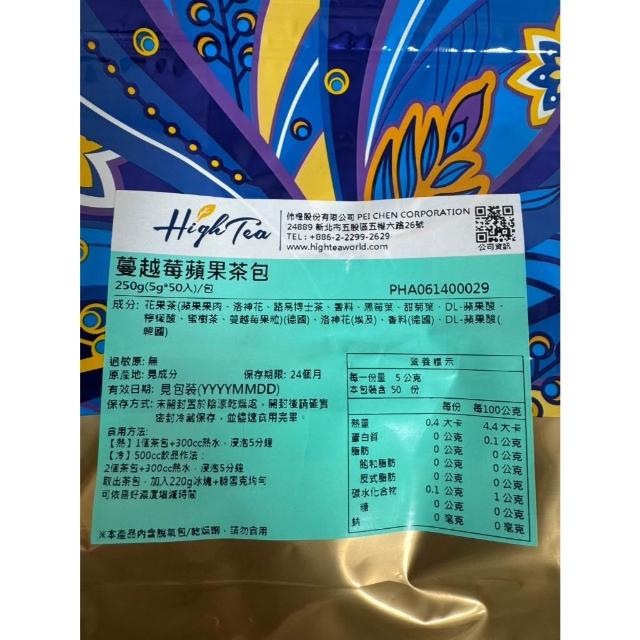 High Tea
伂橙股份有限公司 PEI CHEN CORPORATION
24889 新北市五股區五權六路26號
TEL : +886-2-2299-2629
www.highteaworld.com
公司資訊
蔓越莓蘋果茶包
250g(5g*50入)/包
PHA061400029
成分: 花果茶(蘋果果肉、洛神花、路易博士茶、香料、黑莓葉、甜菊葉、DL-蘋果酸、
檸檬酸、蜜樹茶、蔓越莓果粒)(德國)、洛神花(埃及)、香料(德國)、DL-蘋果酸(
韓國)
過敏原: 無
原產地: 見成分
保存期限: 24個月
有效日期: 見包裝(YYYYMMDD)
保存方式: 未開封置於陰涼乾燥處，開封後請確實
密封冷藏保存，並儘速食用完畢。
食用方法:
【熱】1個茶包+300cc熱水，浸泡5分鐘
【冷】500cc飲品作法：
2個茶包+300cc熱水，浸泡5分鐘
取出茶包，加入220g冰塊+糖雪克均勻
可依喜好濃度增減時間
※本產品內含脫氧包/乾燥劑，請勿食用
營養標示
每一份量 5 公克
本包裝含 50 份
每份 每100公克
熱量 0.4 大卡 4.4 大卡
蛋白質 0 公克 0.1 公克
脂肪 0 公克 0 公克
飽和脂肪 0 公克 0 公克
反式脂肪 0 公克 0 公克
碳水化合物 0.1 公克 1 公克
糖 0 公克 0 公克
鈉 0 毫克 0 毫克